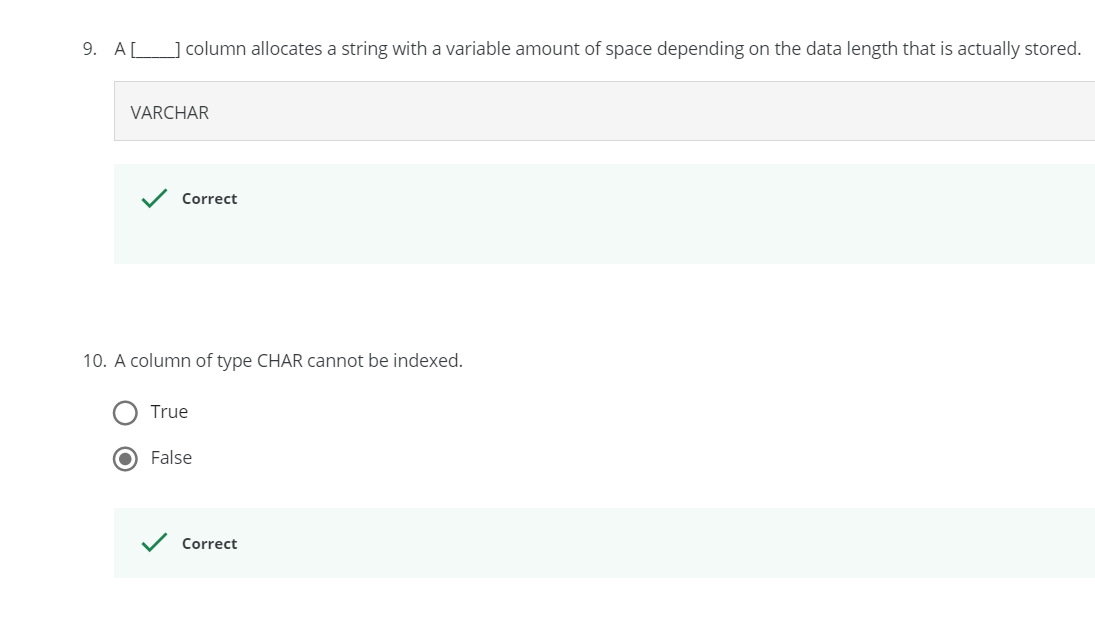 9. A [_____] column allocates a string with a variable amount of space depending on the data length that is actually stored.
VARCHAR
Correct
10. A column of type CHAR cannot be indexed.
True
False
Correct